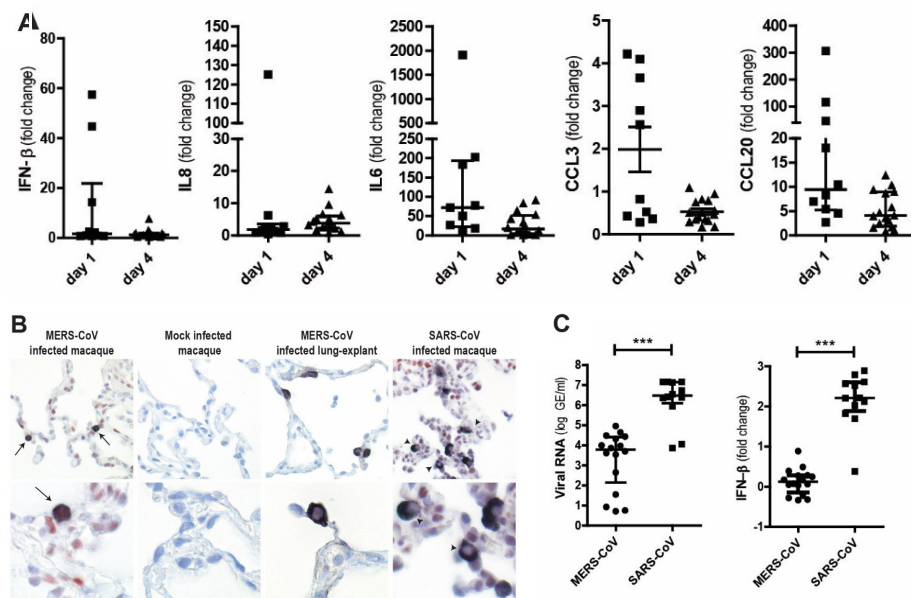 A
IFN-β (fold change)
80
60
40
20
0
day 1
day 4
IL8 (fold change)
150
140
130
120
110
100
90
30
20
10
0
day 1
day 4
IL6 (fold change)
2500
2000
1500
1000
500
250
200
150
100
50
0
day 1
day 4
CCL3 (fold change)
5
4
3
2
1
0
day 1
day 4
CCL20 (fold change)
400
300
200
100
20
15
10
5
0
day 1
day 4
B
MERS-CoV
infected macaque
Mock infected
macaque
MERS-CoV
infected lung-explant
SARS-CoV
infected macaque
C
Viral RNA (log GE/ml)
8
7
6
5
4
3
2
1
0
***
MERS-CoV
SARS-CoV
IFN-β (fold change)
3
2
1
0
-1
***
MERS-CoV
SARS-CoV